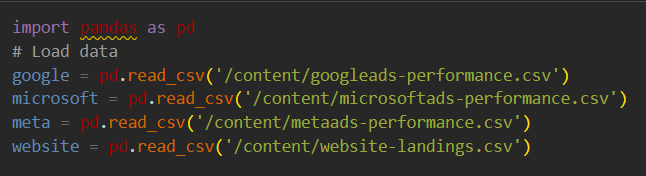 import pandas as pd
# Load data
google = pd.read_csv('/content/googleads-performance.csv')
microsoft = pd.read_csv('/content/microsoftads-performance.csv')
meta = pd.read_csv('/content/metaads-performance.csv')
website = pd.read_csv('/content/website-landings.csv')